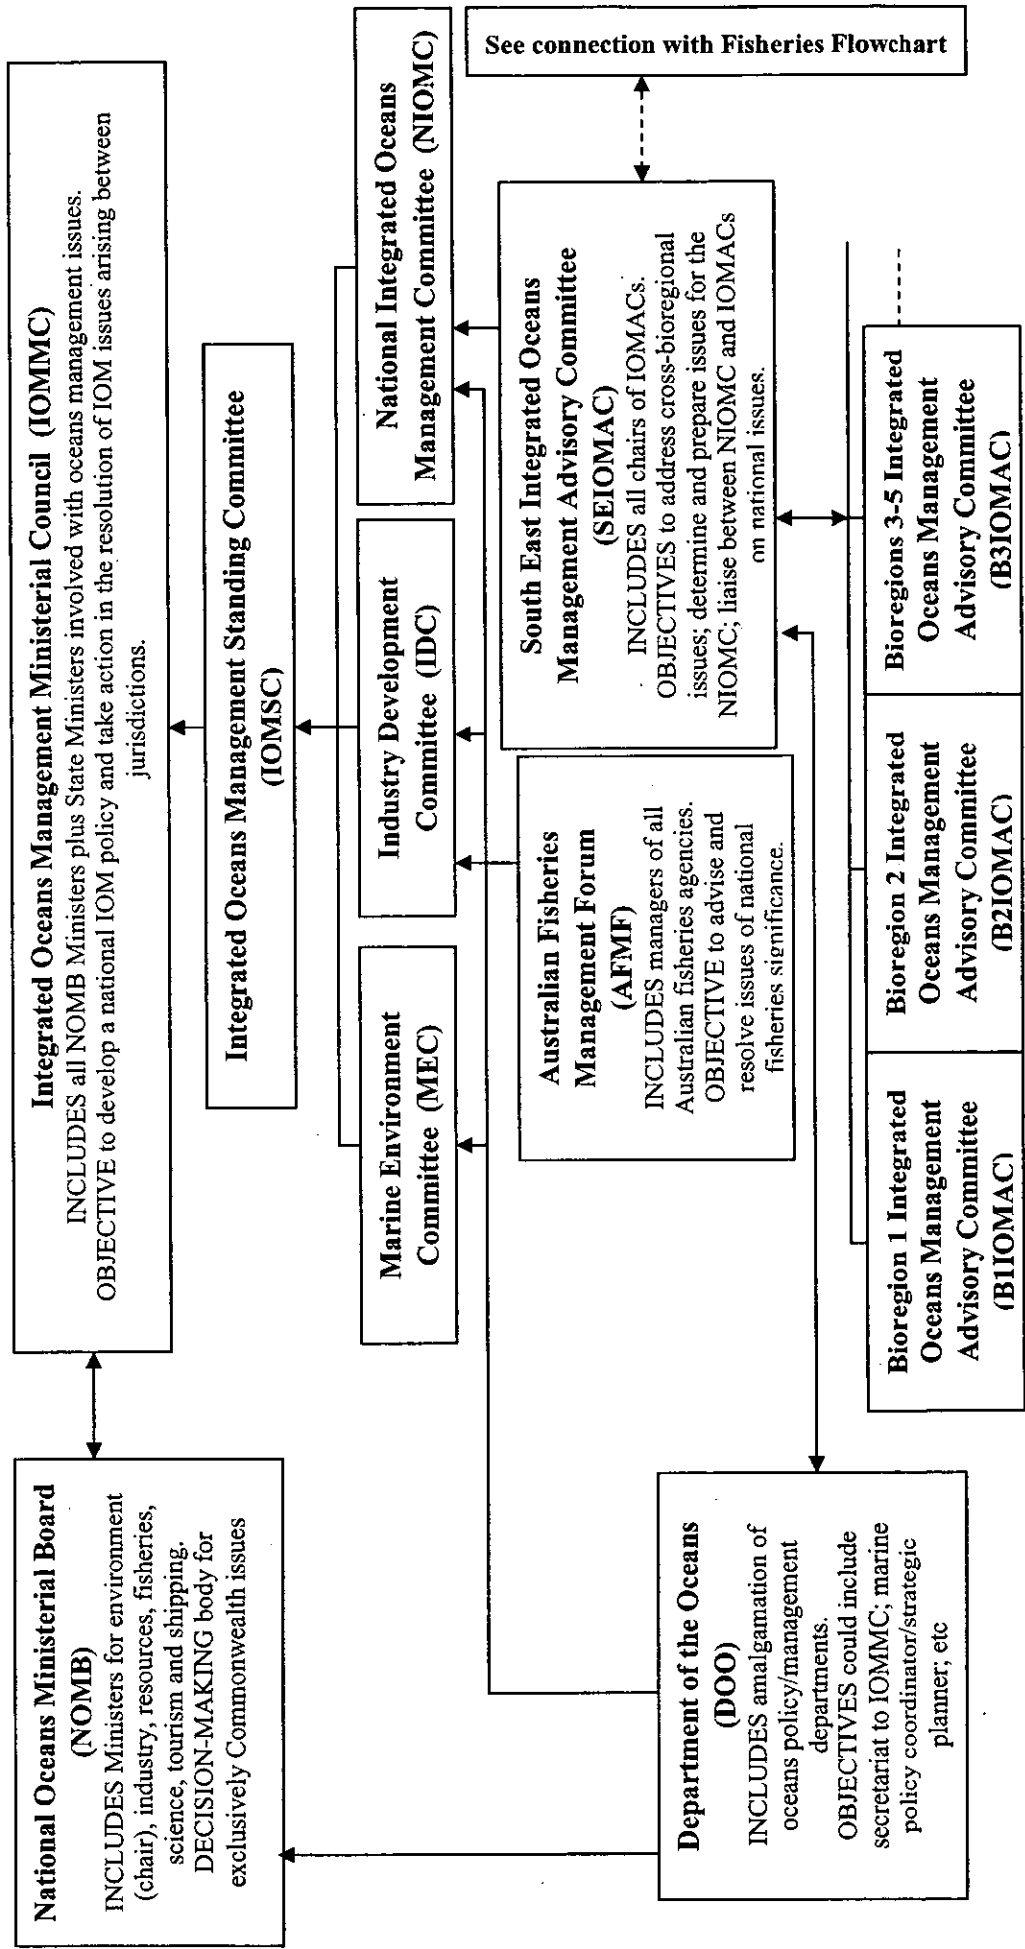 Integrated Oceans Management Ministerial Council (IOMMC)
INCLUDES all NOMB Ministers plus State Ministers involved with oceans management issues.
OBJECTIVE to develop a national IOM policy and take action in the resolution of IOM issues arising between
jurisdictions.
National Oceans Ministerial Board
(NOMB)
INCLUDES Ministers for environment
(chair), industry, resources, fisheries,
science, tourism and shipping.
DECISION-MAKING body for
exclusively Commonwealth issues
Integrated Oceans Management Standing Committee
(IOMSC)
Marine Environment
Committee (MEC)
Industry Development
Committee (IDC)
National Integrated Oceans
Management Committee (NIOMC)
Australian Fisheries
Management Forum
(AFMF)
INCLUDES managers of all
Australian fisheries agencies.
OBJECTIVE to advise and
resolve issues of national
fisheries significance.
South East Integrated Oceans
Management Advisory Committee
(SEIOMAC)
INCLUDES all chairs of IOMACs.
OBJECTIVES to address cross-bioregional
issues; determine and prepare issues for the
NIOMC; liaise between NIOMC and IOMACs
on national issues.
See connection with Fisheries Flowchart
Department of the Oceans
(DOO)
INCLUDES amalgamation of
oceans policy/management
departments.
OBJECTIVES could include
secretariat to IOMMC; marine
policy coordinator/strategic
planner; etc
Bioregion 1 Integrated
Oceans Management
Advisory Committee
(B1IOMAC)
Bioregion 2 Integrated
Oceans Management
Advisory Committee
(B2IOMAC)
Bioregions 3-5 Integrated
Oceans Management
Advisory Committee
(B3IOMAC)